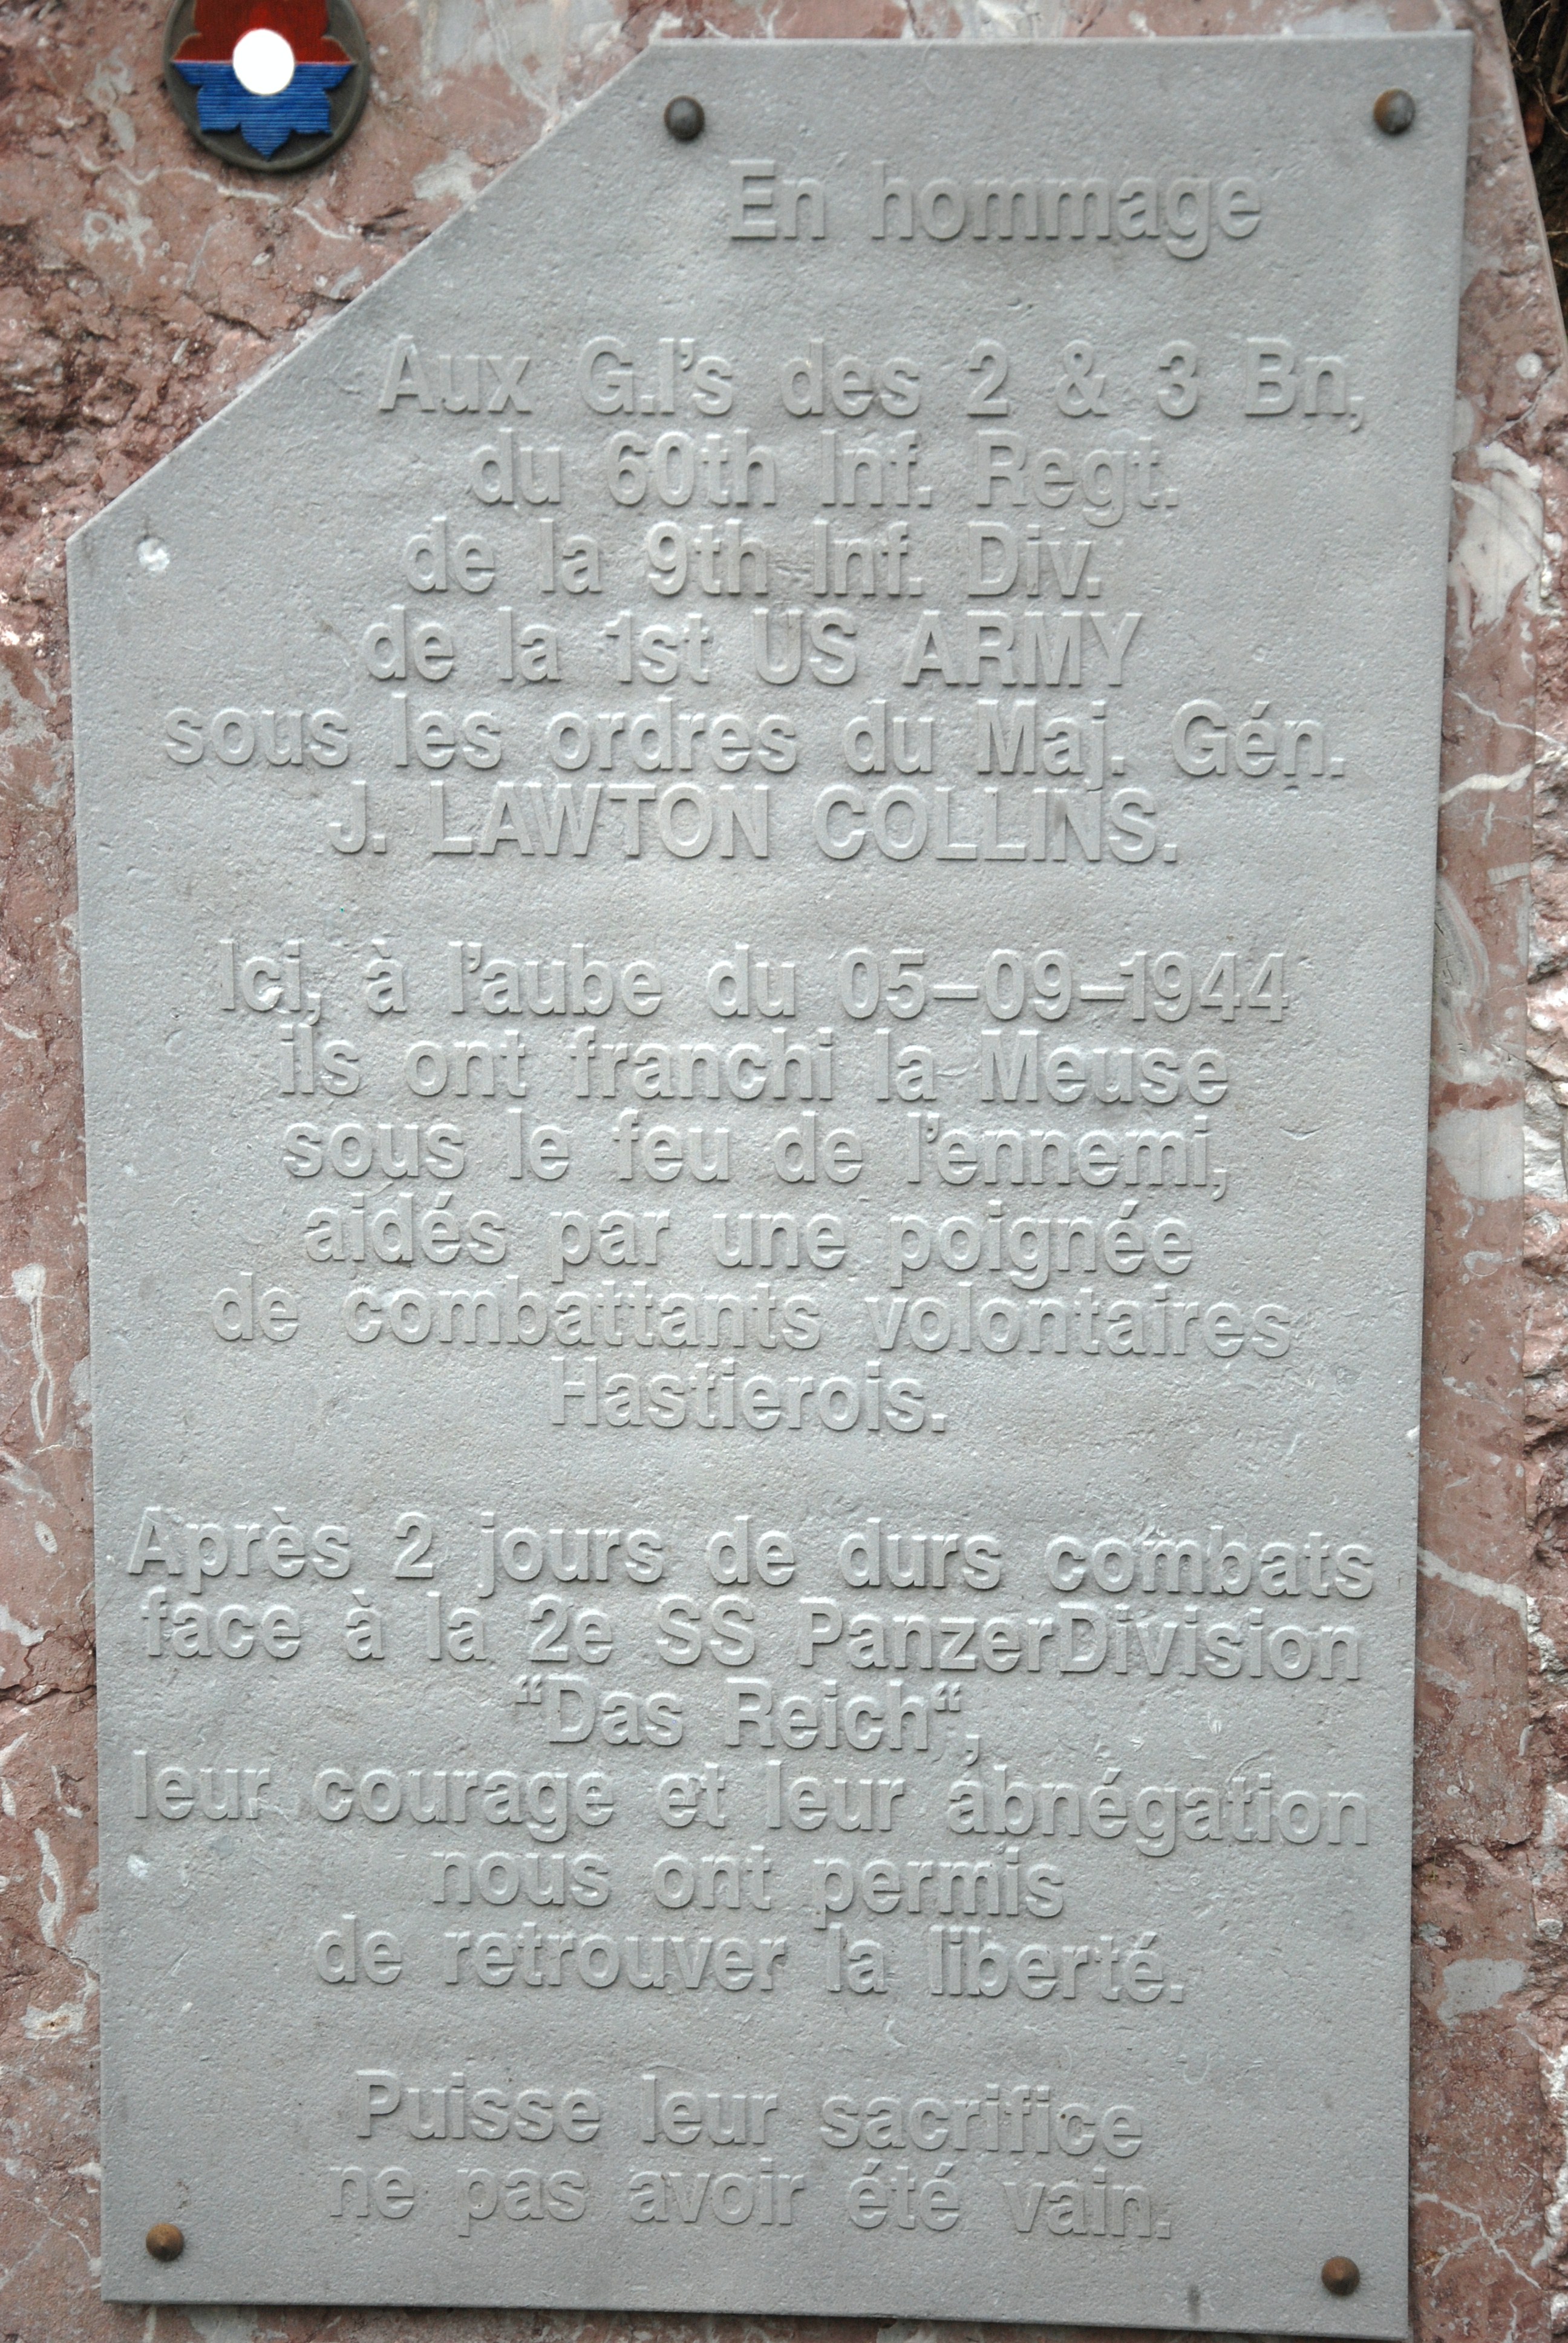 En hommage
Aux G.I's des 2 & 3 Bn,
du 60th Inf. Regt.
de la 9th Inf. Div.
de la 1st US ARMY
sous les ordres du Maj. Gén.
J. LAWTON COLLINS.
Ici, à l'aube du 05-09-1944
ils ont franchi la Meuse
sous le feu de l'ennemi,
aidés par une poignée
de combattants volontaires
Hastierois.
Après 2 jours de durs combats
face à la 2e SS PanzerDivision
“Das Reich“,
leur courage et leur abnégation
nous ont permis
de retrouver la liberté.
Puisse leur sacrifice
ne pas avoir été vain.